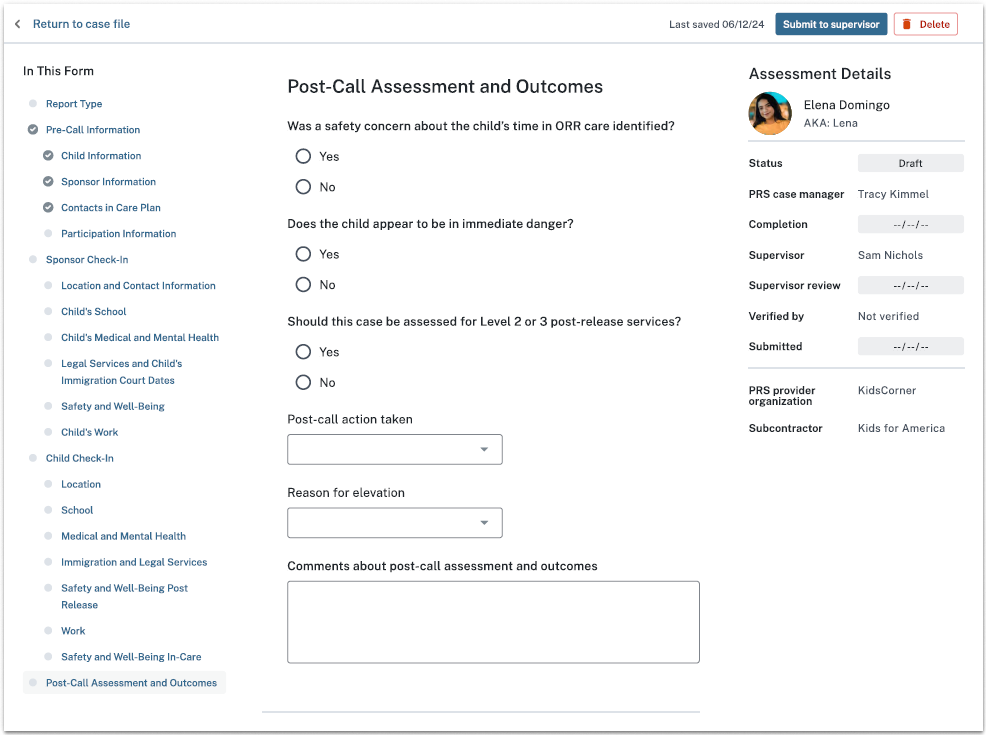 Return to case file
Last saved 06/12/24
Submit to supervisor
Delete
In This Form
Report Type
Pre-Call Information
Child Information
Sponsor Information
Contacts in Care Plan
Participation Information
Sponsor Check-In
Location and Contact Information
Child's School
Child's Medical and Mental Health
Legal Services and Child's
Immigration Court Dates
Safety and Well-Being
Child's Work
Child Check-In
Location
School
Medical and Mental Health
Immigration and Legal Services
Safety and Well-Being Post
Release
Work
Safety and Well-Being In-Care
Post-Call Assessment and Outcomes
Post-Call Assessment and Outcomes
Was a safety concern about the child's time in ORR care identified?
Yes
No
Does the child appear to be in immediate danger?
Yes
No
Should this case be assessed for Level 2 or 3 post-release services?
Yes
No
Post-call action taken
Reason for elevation
Comments about post-call assessment and outcomes
Assessment Details
Elena Domingo
AKA: Lena
Status Draft
PRS case manager Tracy Kimmel
Completion --/--/--
Supervisor Sam Nichols
Supervisor review --/--/--
Verified by Not verified
Submitted --/--/--
PRS provider KidsCorner
organization
Subcontractor Kids for America